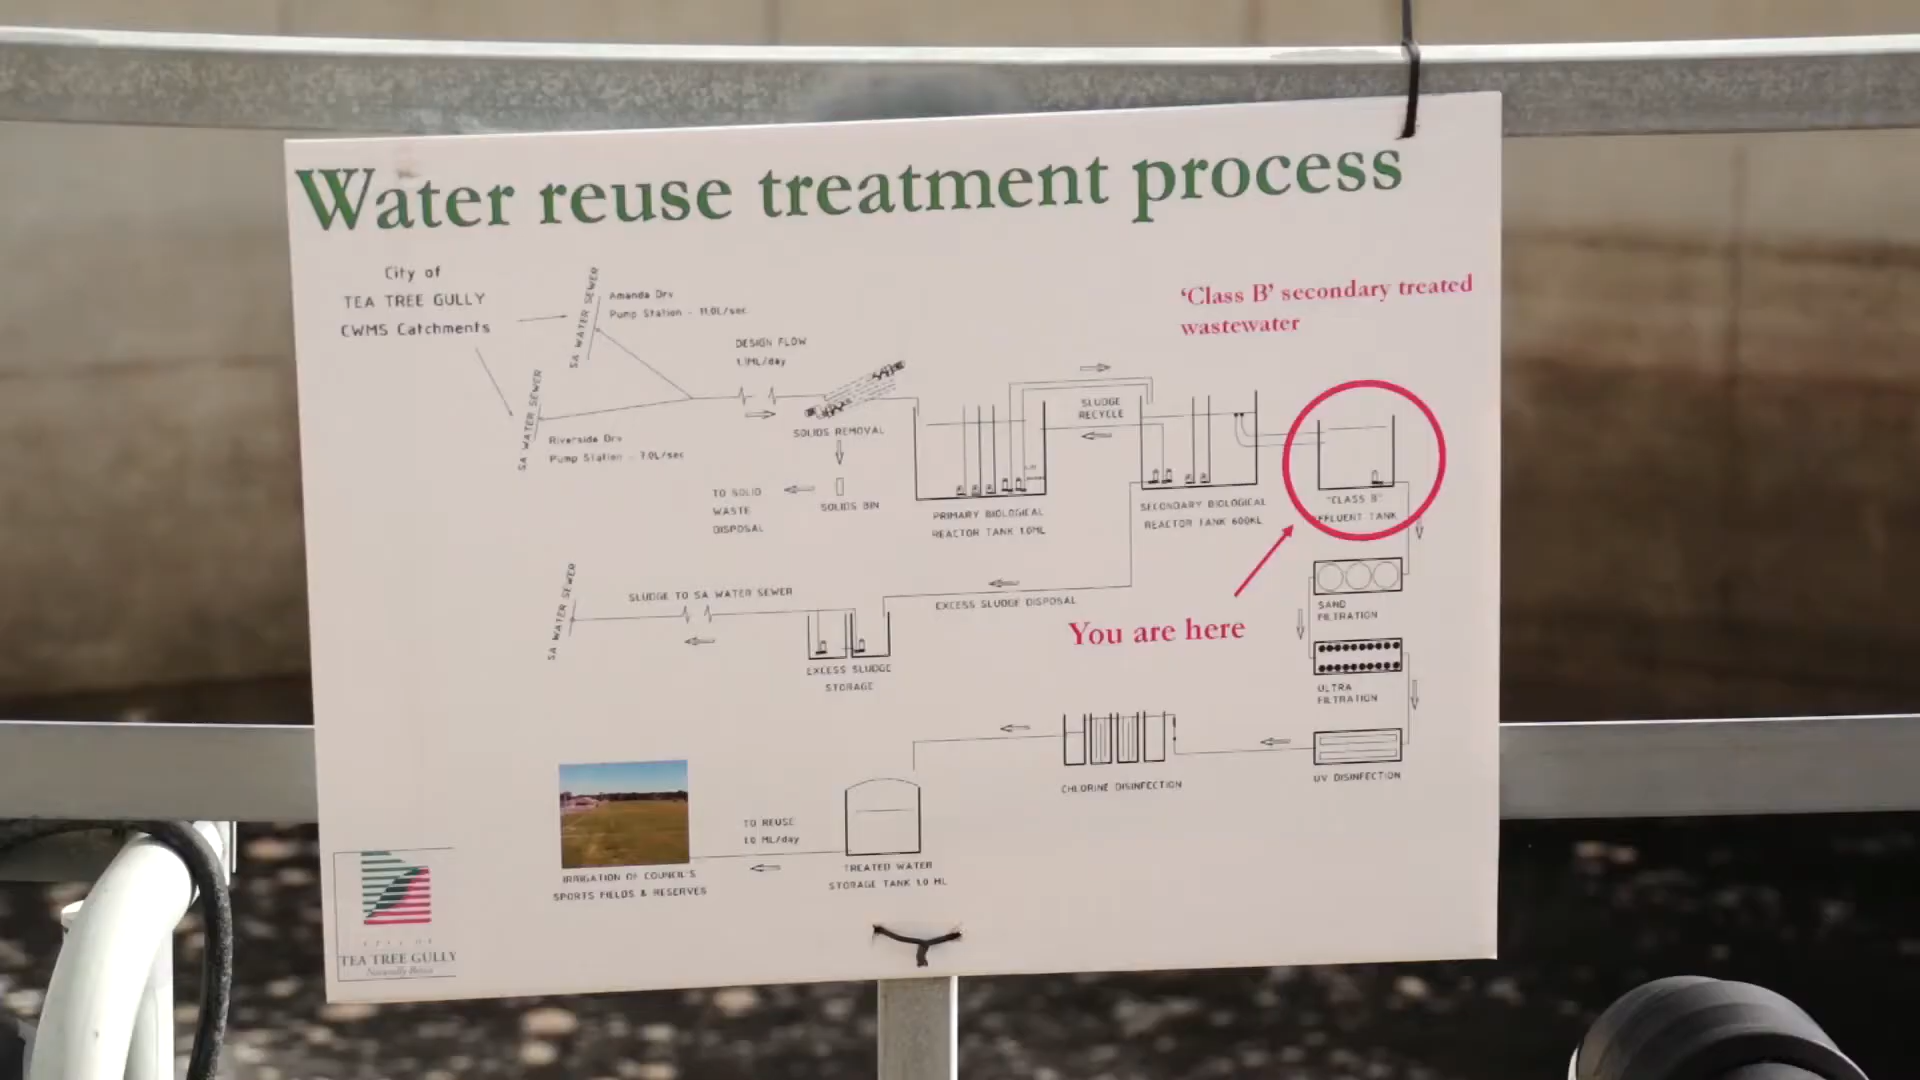 Water reuse treatment process
City of
TEA TREE GULLY
CWMS Catchments
SA WATER SEWER
Amanda Drv
Pump Station - 11.0L/sec
SA WATER SEWER
Riverside Drv
Pump Station - 7.0L/sec
DESIGN FLOW
1.1ML/day
SOLIDS REMOVAL
SOLIDS BIN
TO SOLID
WASTE
DISPOSAL
PRIMARY BIOLOGICAL
REACTOR TANK 1.0ML
SLUDGE
RECYCLE
SECONDARY BIOLOGICAL
REACTOR TANK 600KL
'Class B' secondary treated
wastewater
"CLASS B"
EFFLUENT TANK
You are here
SAND
FILTRATION
ULTRA
FILTRATION
UV DISINFECTION
CHLORINE DISINFECTION
EXCESS SLUDGE DISPOSAL
EXCESS SLUDGE
STORAGE
SLUDGE TO SA WATER SEWER
SA WATER SEWER
TREATED WATER
STORAGE TANK 1.0 ML
TO REUSE
1.0 ML/day
IRRIGATION OF COUNCIL'S
SPORTS FIELDS & RESERVES
CITY OF
TEA TREE GULLY
Naturally Better